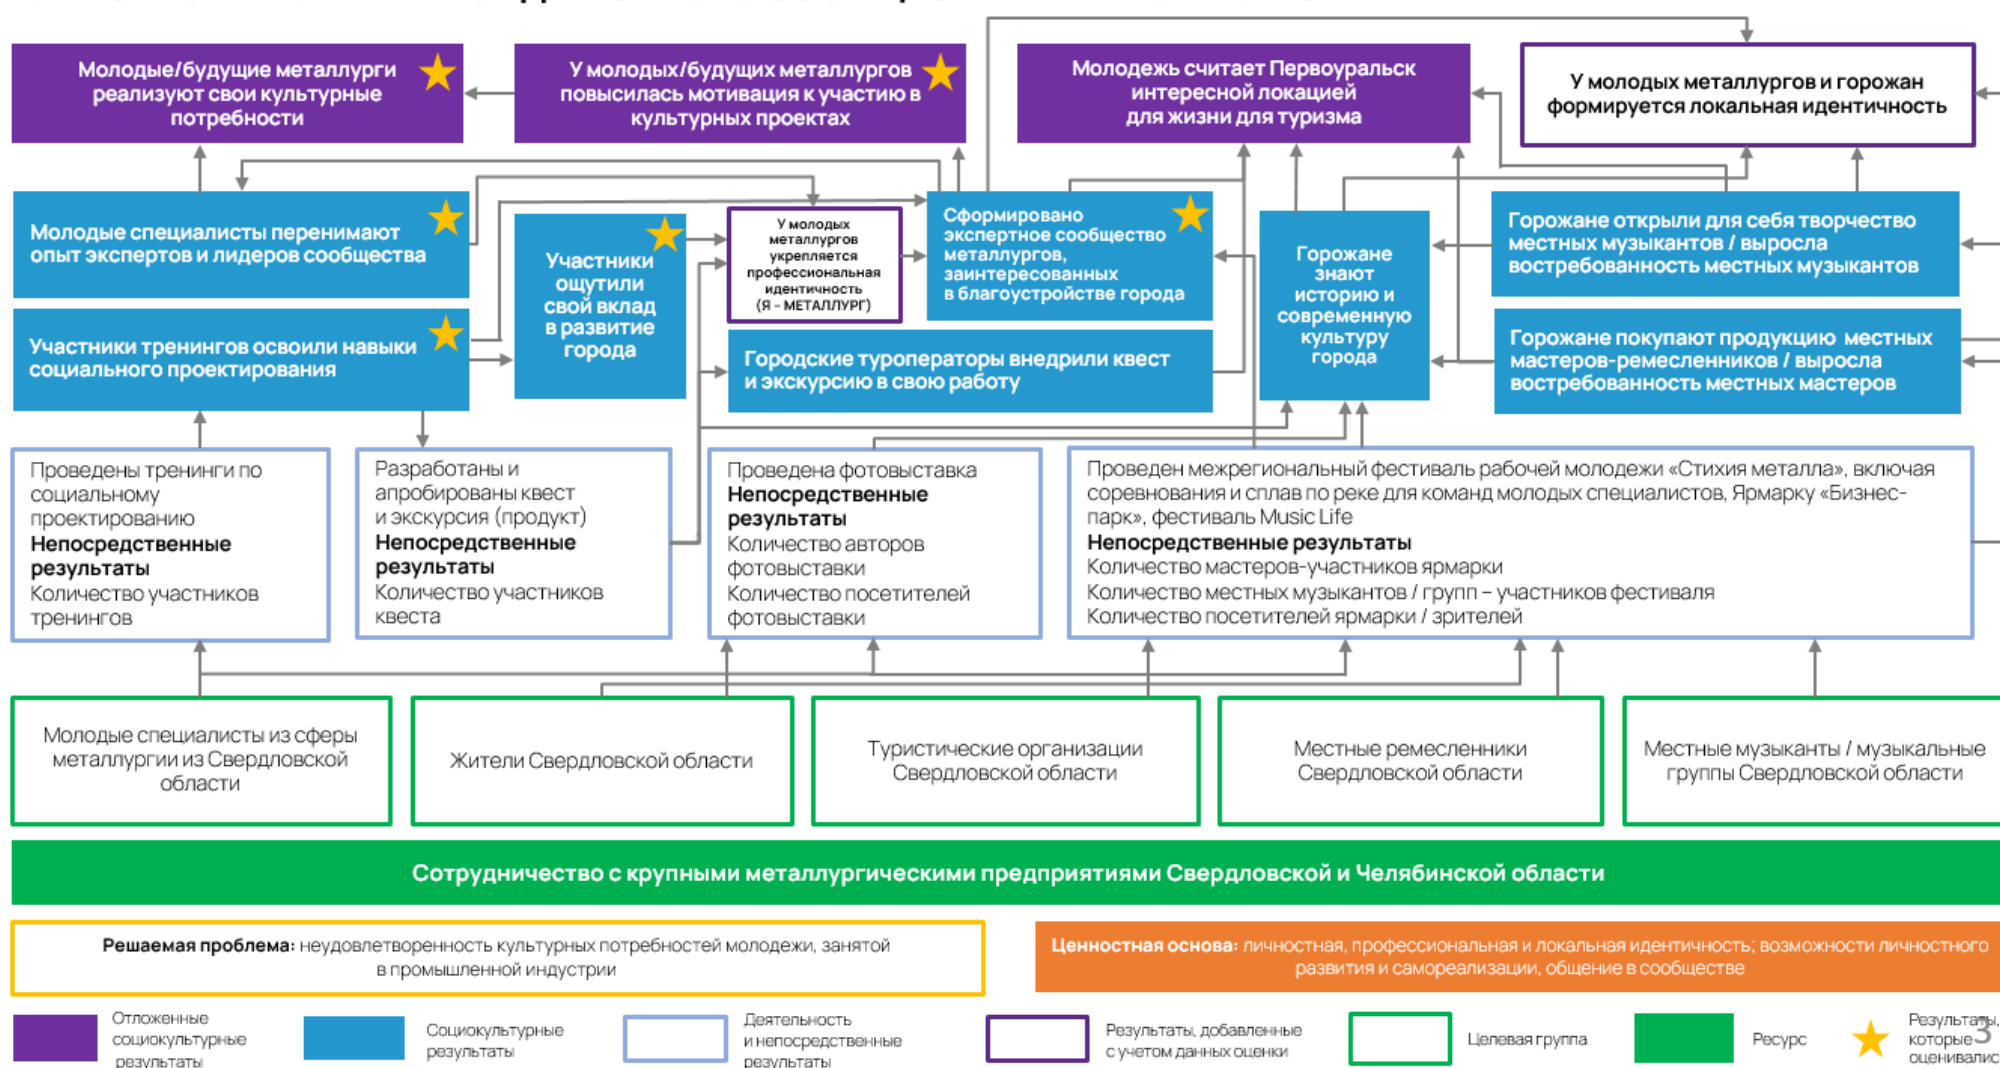 Молодые/будущие металлурги
реализуют свои культурные
потребности
У молодых/будущих металлургов
повысилась мотивация к участию в
культурных проектах
Молодежь считает Первоуральск
интересной локацией
для жизни для туризма
У молодых металлургов и горожан
формируется локальная идентичность
Молодые специалисты перенимают
опыт экспертов и лидеров сообщества
Участники
ощутили
свой вклад
в развитие
города
У молодых
металлургов
укрепляется
профессиональная
идентичность
(Я – МЕТАЛЛУРГ)
Сформировано
экспертное сообщество
металлургов,
заинтересованных
в благоустройстве города
Горожане
знают
историю и
современную
культуру
города
Горожане открыли для себя творчество
местных музыкантов / выросла
востребованность местных музыкантов
Участники тренингов освоили навыки
социального проектирования
Городские туроператоры внедрили квест
и экскурсию в свою работу
Горожане покупают продукцию местных
мастеров-ремесленников / выросла
востребованность местных мастеров
Проведены тренинги по
социальному
проектированию
Непосредственные
результаты
Количество участников
тренингов
Разработаны и
апробированы квест
и экскурсия (продукт)
Непосредственные
результаты
Количество участников
квеста
Проведена фотовыставка
Непосредственные
результаты
Количество авторов
фотовыставки
Количество посетителей
фотовыставки
Проведен межрегиональный фестиваль рабочей молодежи «Стихия металла», включая
соревнования и сплав по реке для команд молодых специалистов, Ярмарку «Бизнес-
парк», фестиваль Music Life
Непосредственные результаты
Количество мастеров-участников ярмарки
Количество местных музыкантов / групп – участников фестиваля
Количество посетителей ярмарки / зрителей
Молодые специалисты из сферы
металлургии из Свердловской
области
Жители Свердловской области
Туристические организации
Свердловской области
Местные ремесленники
Свердловской области
Местные музыканты / музыкальные
группы Свердловской области
Сотрудничество с крупными металлургическими предприятиями Свердловской и Челябинской области
Решаемая проблема: неудовлетворенность культурных потребностей молодежи, занятой
в промышленной индустрии
Ценностная основа: личностная, профессиональная и локальная идентичность; возможности личностного
развития и самореализации, общение в сообществе
Отложенные
социокультурные
результаты
Социокультурные
результаты
Деятельность
и непосредственные
результаты
Результаты, добавленные
с учетом данных оценки
Целевая группа
Ресурс
Результаты,
которые
оценивалис
3